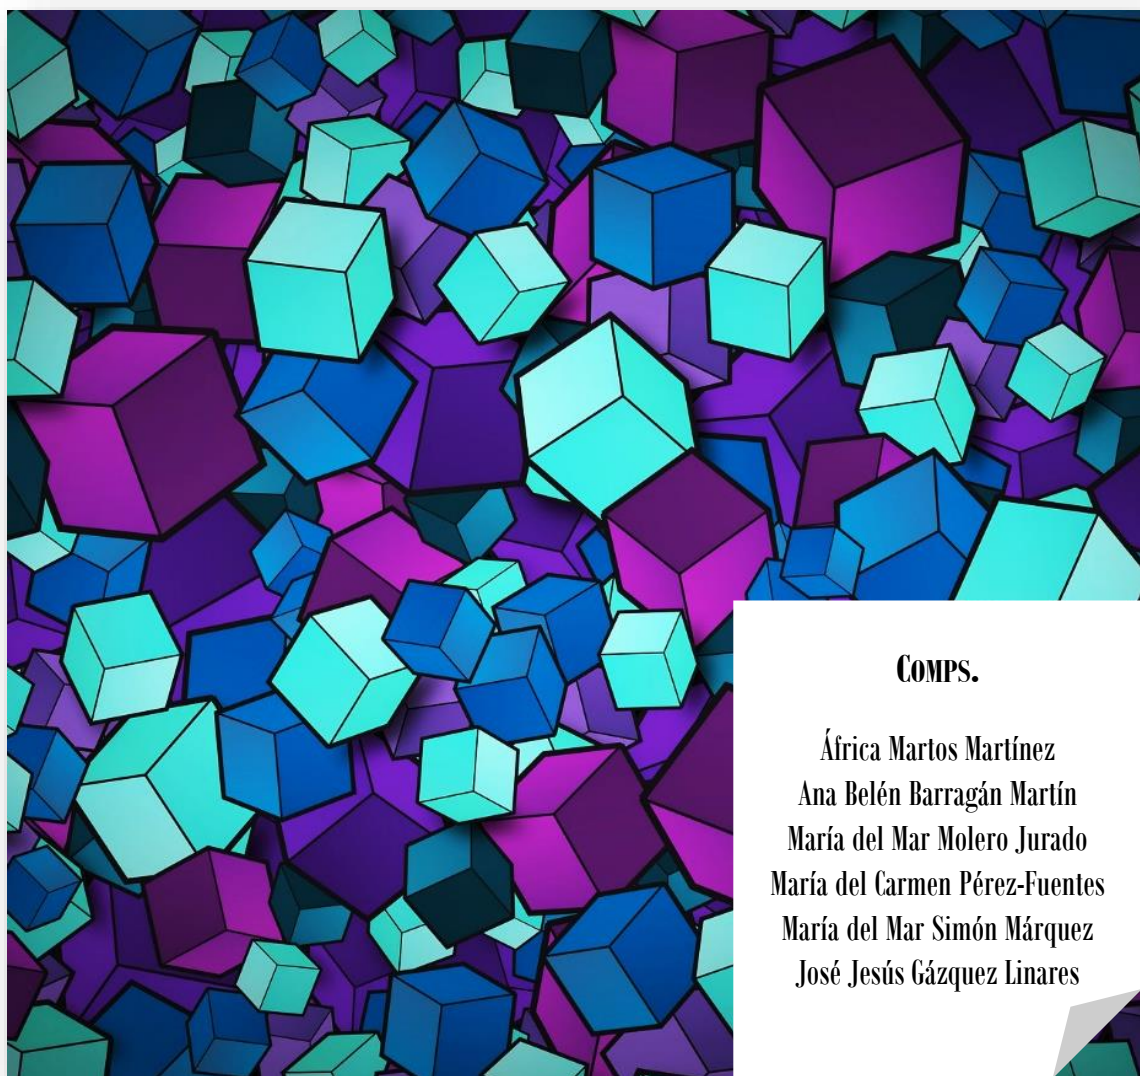 COMPS.
África Martos Martínez
Ana Belén Barragán Martín
María del Mar Molero Jurado
María del Carmen Pérez-Fuentes
María del Mar Simón Márquez
José Jesús Gázquez Linares